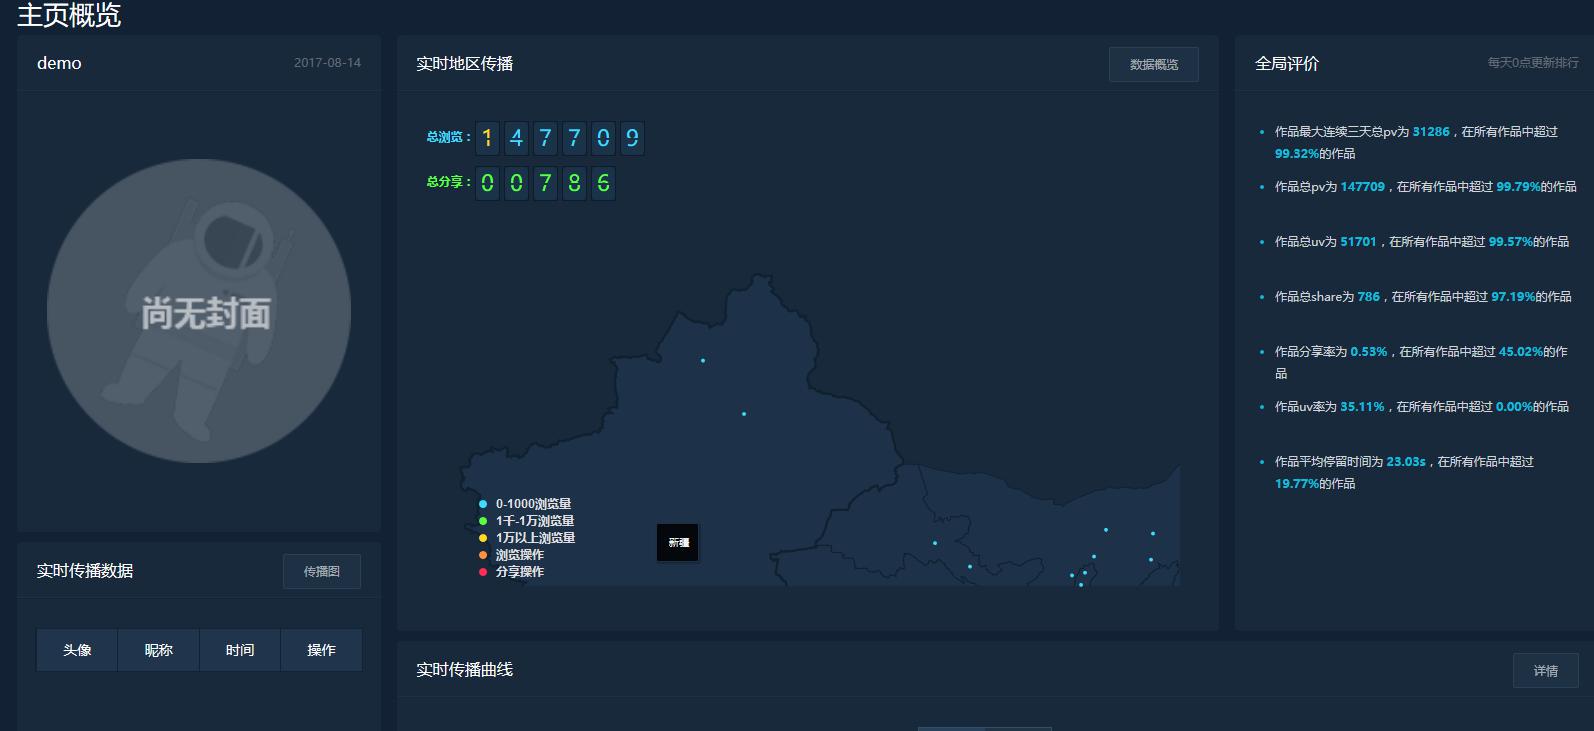 主页概览
demo
2017-08-14
尚无封面
实时传播数据
传播图
头像 昵称 时间 操作
实时地区传播
数据概览
总浏览： 1 4 7 7 0 9
总分享： 0 0 7 8 6
0-1000浏览量
1千-1万浏览量
1万以上浏览量
浏览操作
分享操作
新疆
实时传播曲线
详情
全局评价
每天0点更新排行
作品最大连续三天总pv为 31286，在所有作品中超过
99.32%的作品
作品总pv为 147709，在所有作品中超过 99.79%的作品
作品总uv为 51701，在所有作品中超过 99.57%的作品
作品总share为 786，在所有作品中超过 97.19%的作品
作品分享率为 0.53%，在所有作品中超过 45.02%的作
品
作品uv率为 35.11%，在所有作品中超过 0.00%的作品
作品平均停留时间为 23.03s，在所有作品中超过
19.77%的作品